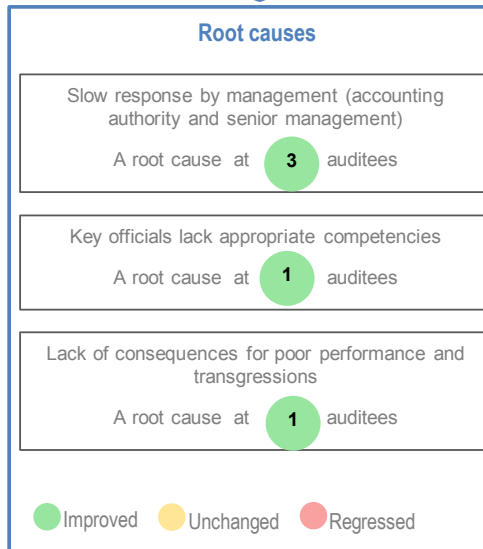 Root causes
Slow response by management (accounting
authority and senior management)
A root cause at 3 auditees
Key officials lack appropriate competencies
A root cause at 1 auditees
Lack of consequences for poor performance and
transgressions
A root cause at 1 auditees
Improved Unchanged Regressed